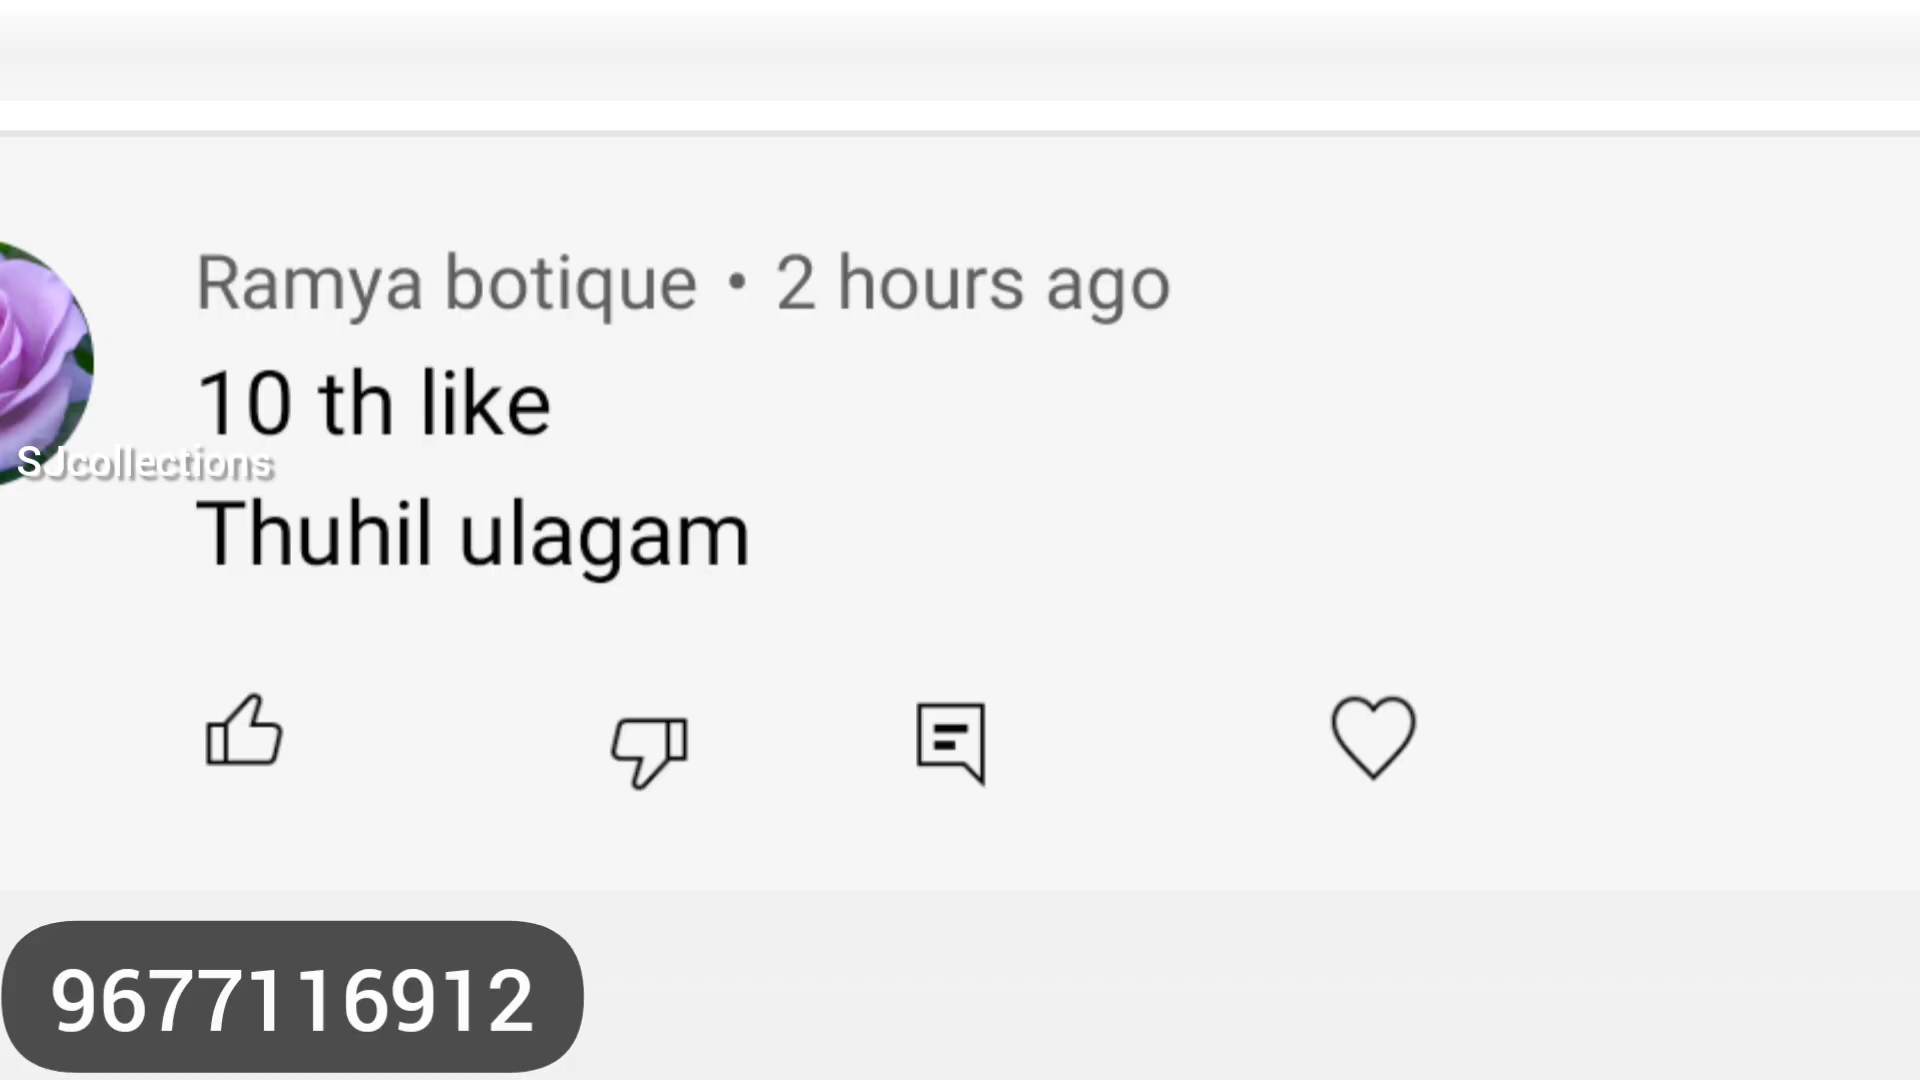 Ramya botique • 2 hours ago
10 th like
SJcollections
Thuhil ulagam
9677116912